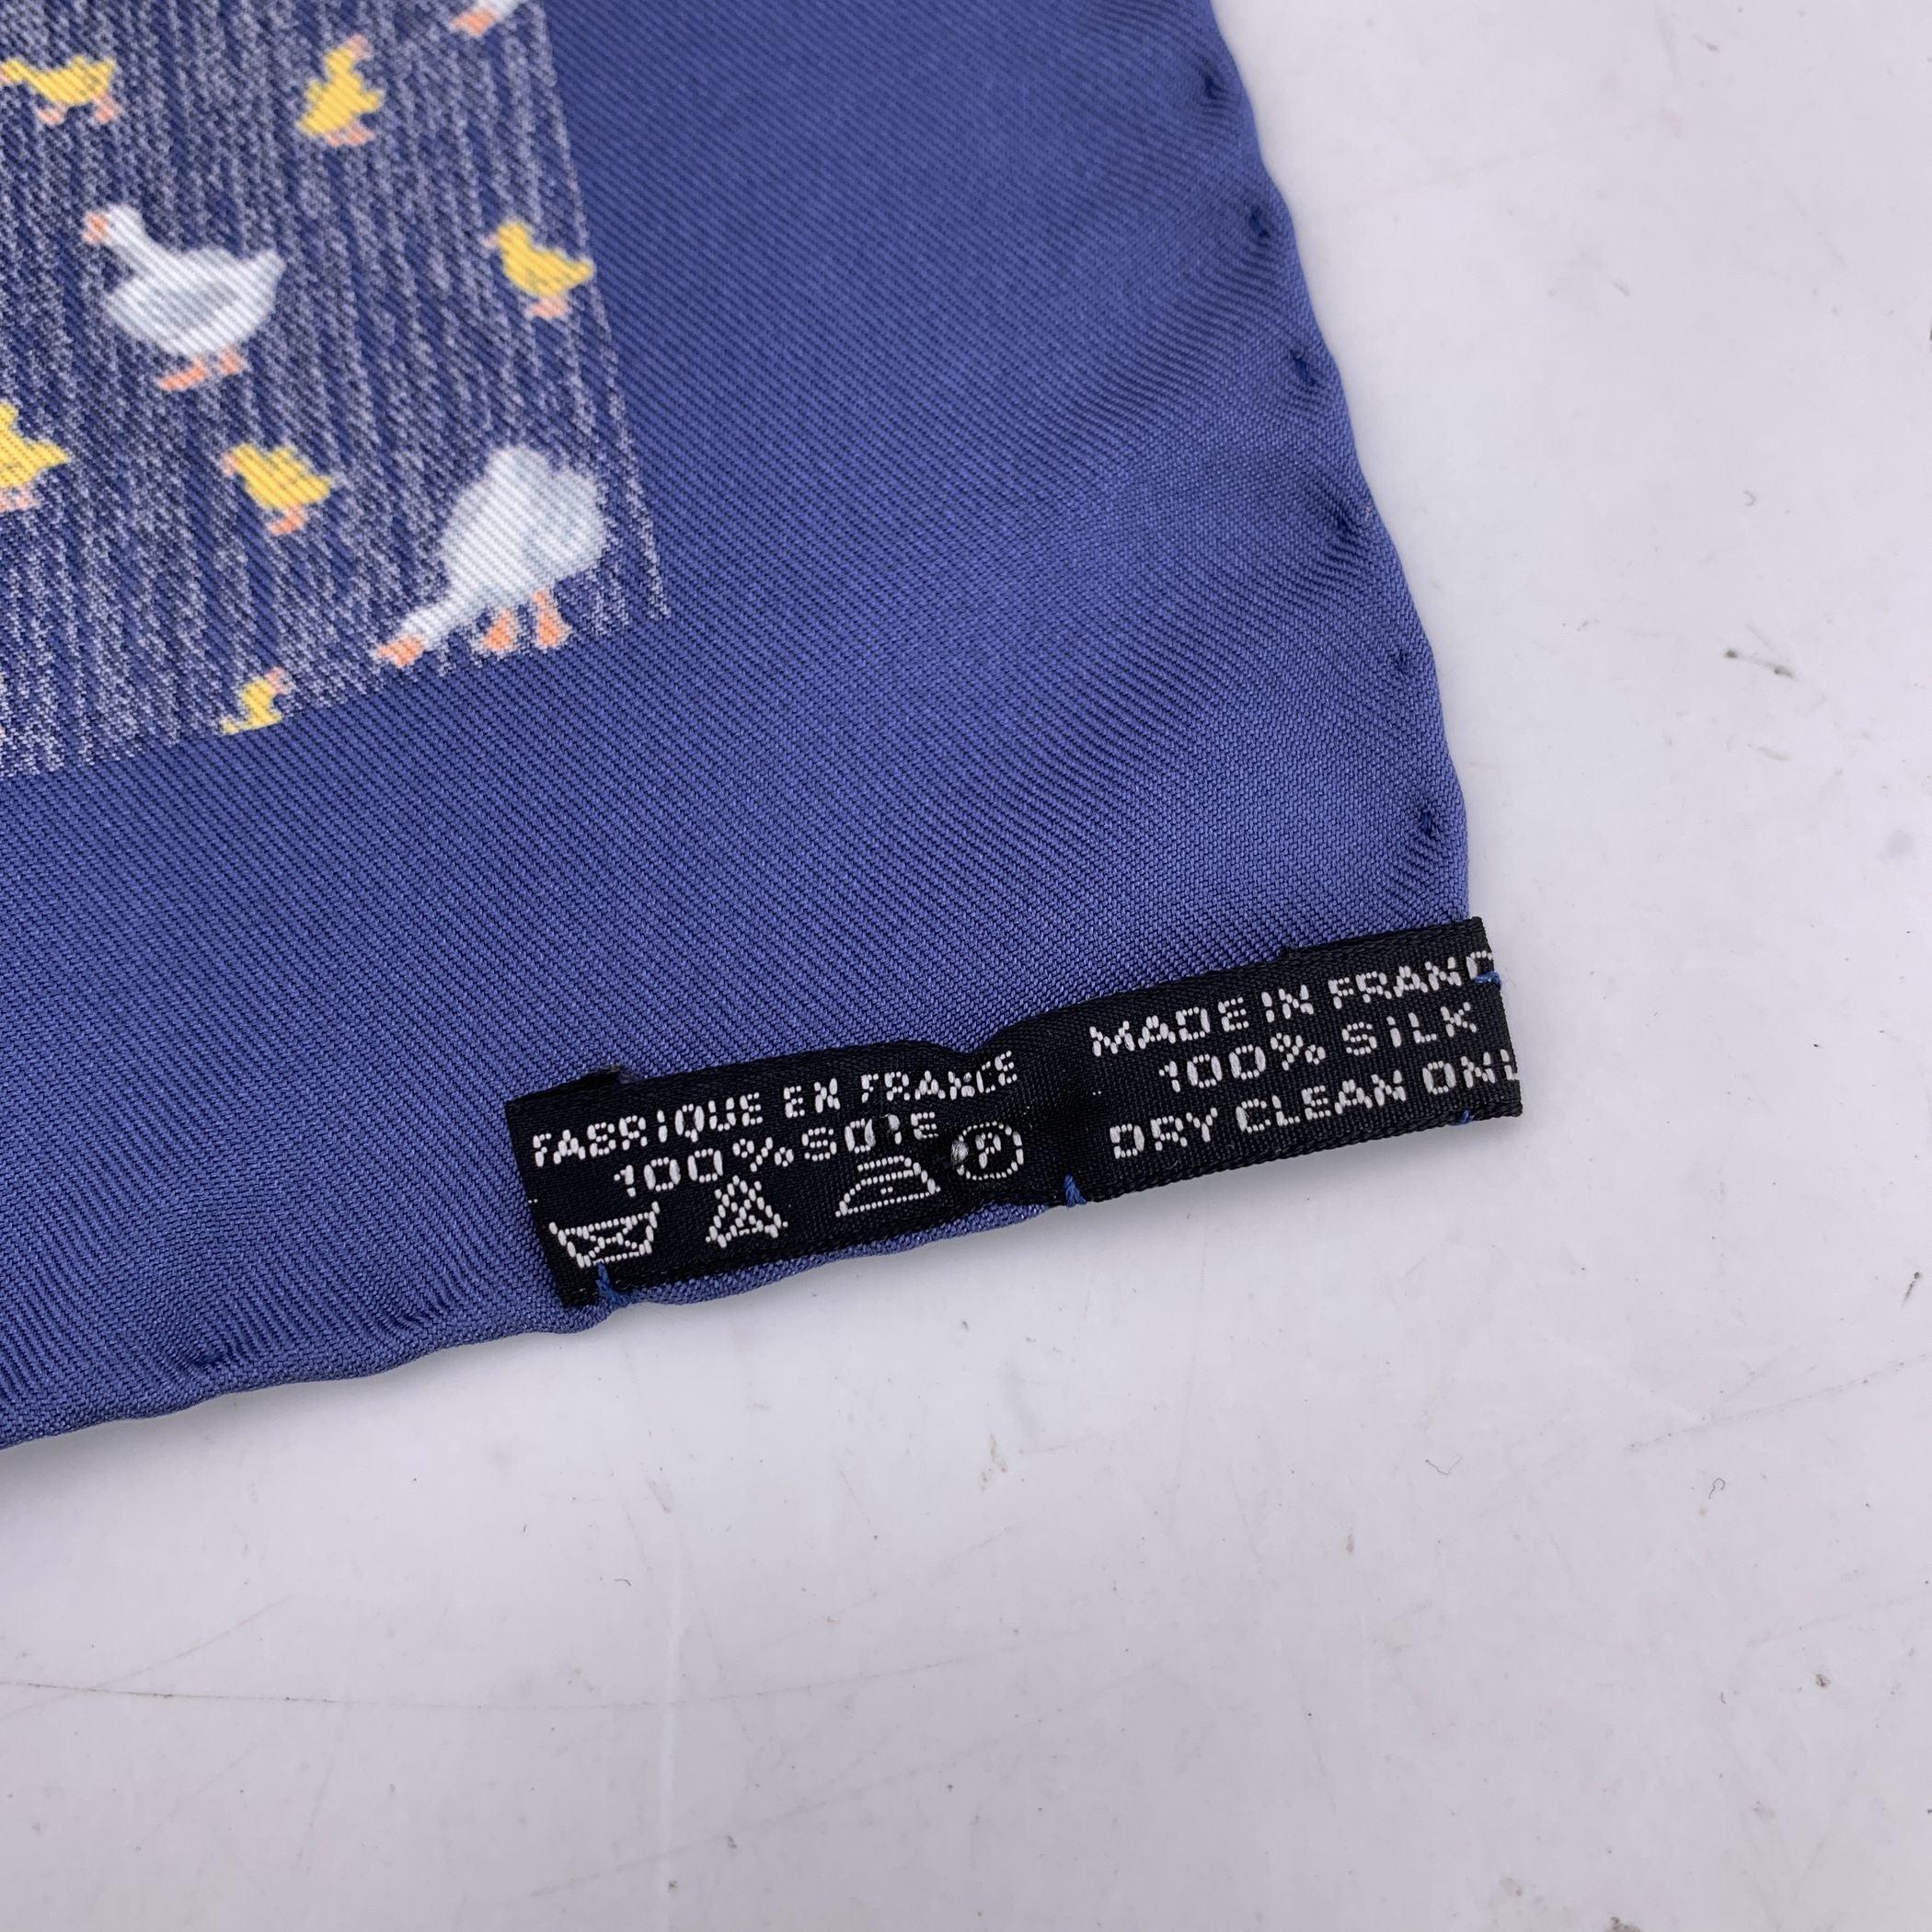 FABRIQUE EN FRANCE
100% SOIE
P
MADE IN FRANC
100% SILK
DRY CLEAN ONL